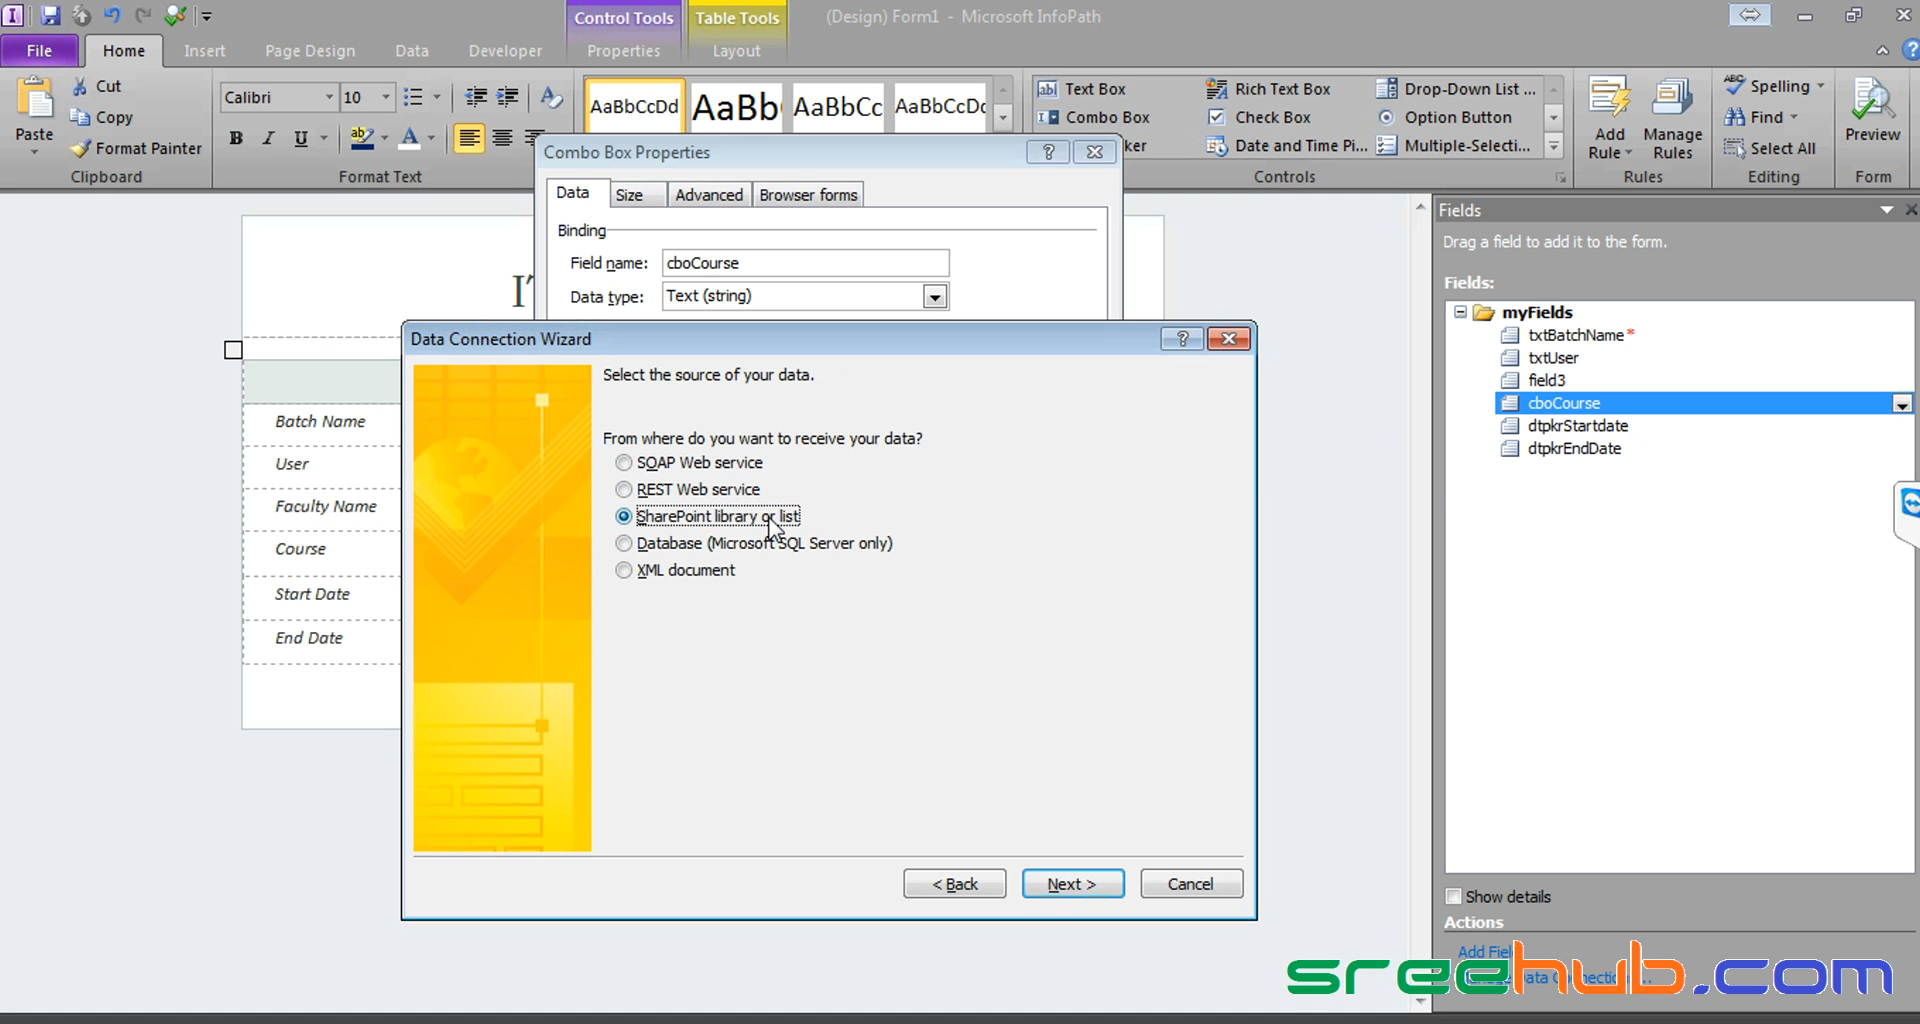 Control Tools
Table Tools
(Design) Form1 - Microsoft InfoPath
File
Home
Insert
Page Design
Data
Developer
Properties
Layout
Paste
Cut
Copy
Format Painter
Clipboard
Calibri
10
B I U
Format Text
AaBbCcDd
AaBb
AaBbCc
AaBbCcDc
Text Box
Combo Box
Rich Text Box
Check Box
Date and Time Pi...
Drop-Down List ...
Option Button
Multiple-Selecti...
Controls
Add Rule
Manage Rules
Rules
Spelling
Find
Select All
Editing
Preview
Form
Combo Box Properties
Data
Size
Advanced
Browser forms
Binding
Field name:
cboCourse
Data type:
Text (string)
Batch Name
User
Faculty Name
Course
Start Date
End Date
Data Connection Wizard
Select the source of your data.
From where do you want to receive your data?
SOAP Web service
REST Web service
SharePoint library or list
Database (Microsoft SQL Server only)
XML document
< Back
Next >
Cancel
Fields
Drag a field to add it to the form.
Fields:
myFields
txtBatchName *
txtUser
field3
cboCourse
dtpkrStartdate
dtpkrEndDate
Show details
Actions
sreehub.com